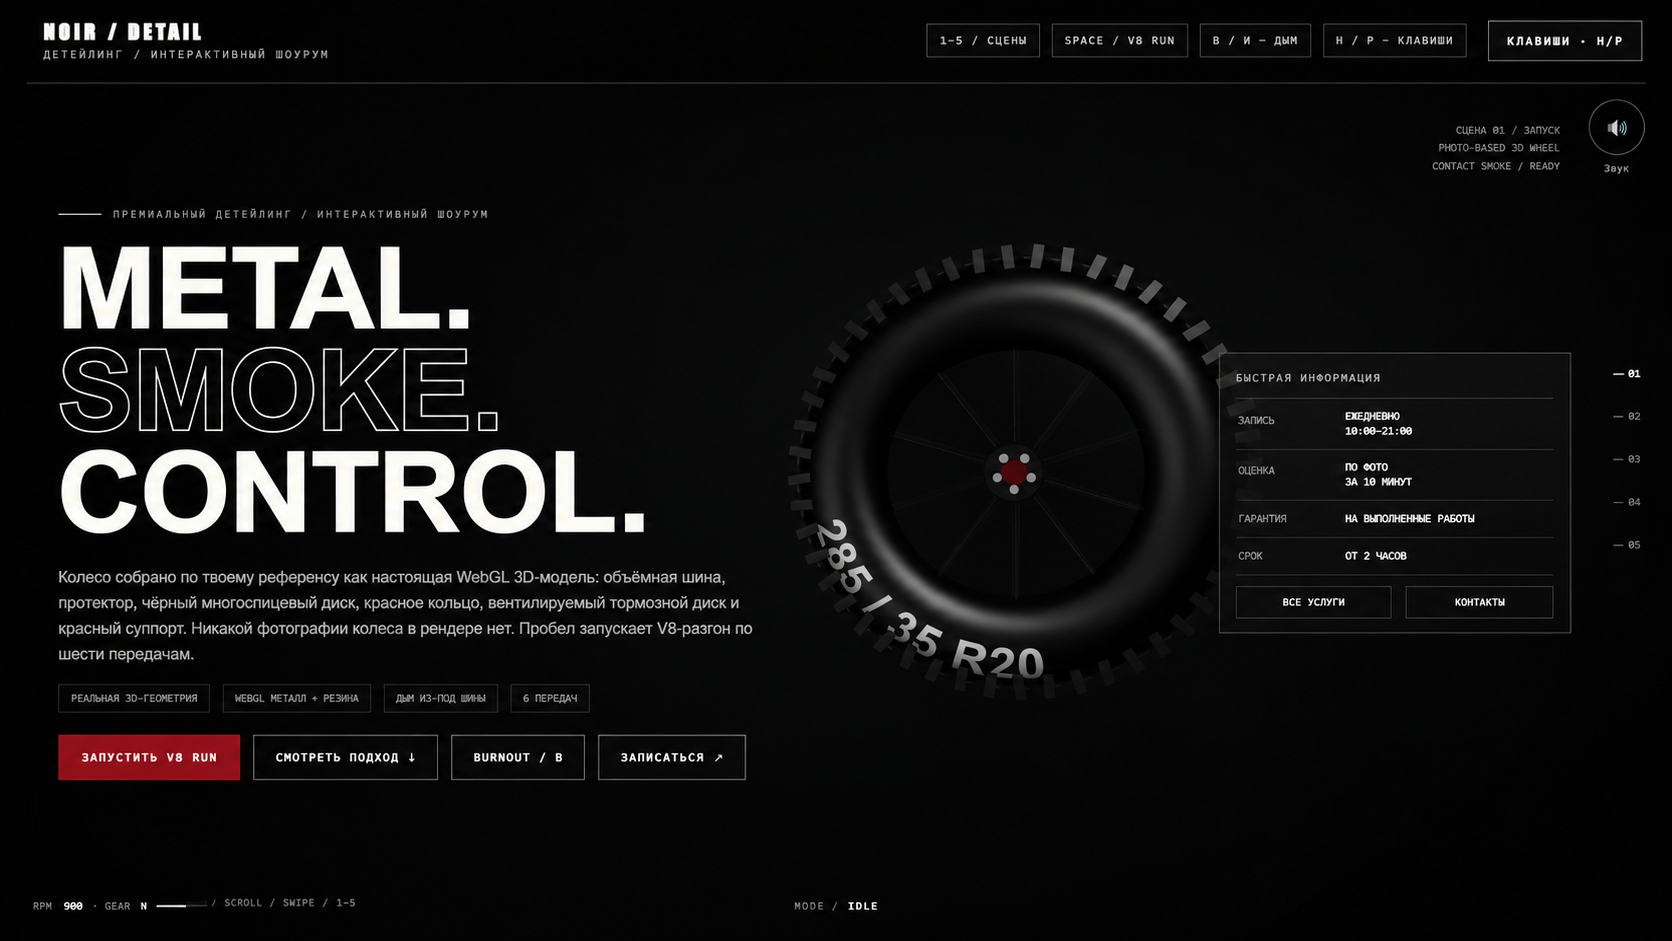 NOIR / DETAIL
ДЕТЕЙЛИНГ / ИНТЕРАКТИВНЫЙ ШОУРУМ
1–5 / СЦЕНЫ
SPACE / V8 RUN
B / И – ДЫМ
H / P – КЛАВИШИ
КЛАВИШИ · H/P
СЦЕНА 01 / ЗАПУСК
PHOTO-BASED 3D WHEEL
CONTACT SMOKE / READY
Звук
ПРЕМИАЛЬНЫЙ ДЕТЕЙЛИНГ / ИНТЕРАКТИВНЫЙ ШОУРУМ
METAL.
SMOKE.
CONTROL.
Колесо собрано по твоему референсу как настоящая WebGL 3D-модель: объёмная шина,
протектор, чёрный многоспицевый диск, красное кольцо, вентилируемый тормозной диск и
красный суппорт. Никакой фотографии колеса в рендере нет. Пробел запускает V8-разгон по
шести передачам.
РЕАЛЬНАЯ 3D-ГЕОМЕТРИЯ
WEBGL МЕТАЛЛ + РЕЗИНА
ДЫМ ИЗ-ПОД ШИНЫ
6 ПЕРЕДАЧ
ЗАПУСТИТЬ V8 RUN
СМОТРЕТЬ ПОДХОД ↓
BURNOUT / B
ЗАПИСАТЬСЯ ↗
285 / 35 R20
БЫСТРАЯ ИНФОРМАЦИЯ
ЗАПИСЬ
ЕЖЕДНЕВНО
10:00–21:00
ОЦЕНКА
ПО ФОТО
ЗА 10 МИНУТ
ГАРАНТИЯ
НА ВЫПОЛНЕННЫЕ РАБОТЫ
СРОК
ОТ 2 ЧАСОВ
ВСЕ УСЛУГИ
КОНТАКТЫ
01
02
03
04
05
RPM 900 · GEAR N / SCROLL / SWIPE / 1–5
MODE / IDLE